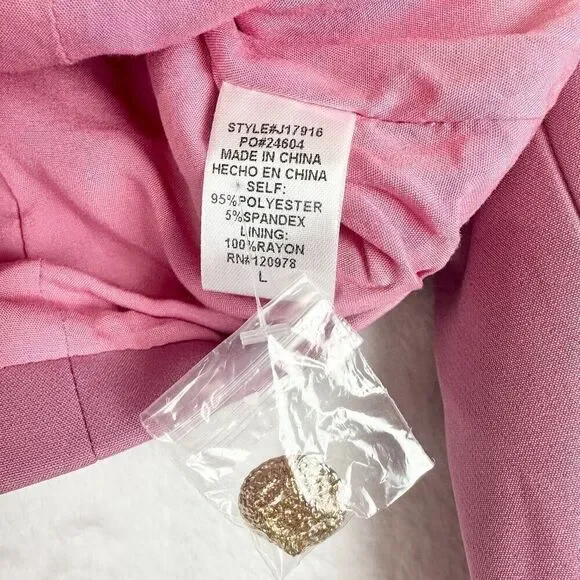 STYLE#J17916
PO#24604
MADE IN CHINA
HECHO EN CHINA
SELF:
95%POLYESTER
5%SPANDEX
LINING:
100%RAYON
RN#120978
L